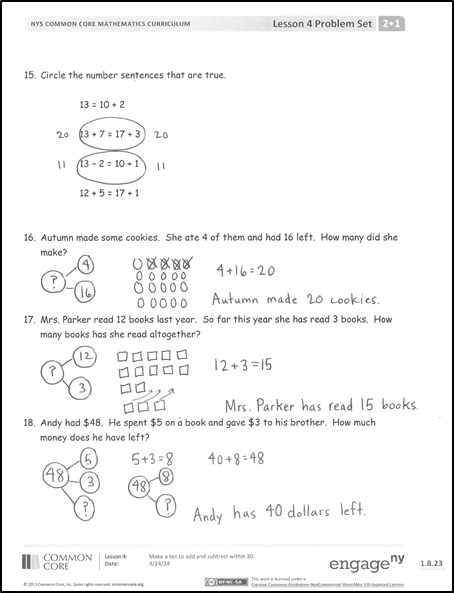 NYS COMMON CORE MATHEMATICS CURRICULUM Lesson 4 Problem Set 2•1
15. Circle the number sentences that are true.
13 = 10 + 2
20 13 + 7 = 17 + 3 20
11 13 - 2 = 10 + 1 11
12 + 5 = 17 + 1
16. Autumn made some cookies. She ate 4 of them and had 16 left. How many did she
make?
? 4 16
4+16=20
Autumn made 20 cookies.
17. Mrs. Parker read 12 books last year. So far this year she has read 3 books. How
many books has she read altogether?
? 12 3
12+3=15
Mrs. Parker has read 15 books.
18. Andy had $48. He spent $5 on a book and gave $3 to his brother. How much
money does he have left?
48 5 3 ?
5+3=8 40+8=48
48 8 ?
Andy has 40 dollars left.
COMMON CORE
Lesson 4: Make a ten to add and subtract within 20.
Date: 4/24/14
engage ny
1.B.23
© 2013 Common Core, Inc. Some rights reserved. commoncore.org
CC BY-NC-SA
This work is licensed under a
Creative Commons Attribution-NonCommercial-ShareAlike 3.0 Unported License.